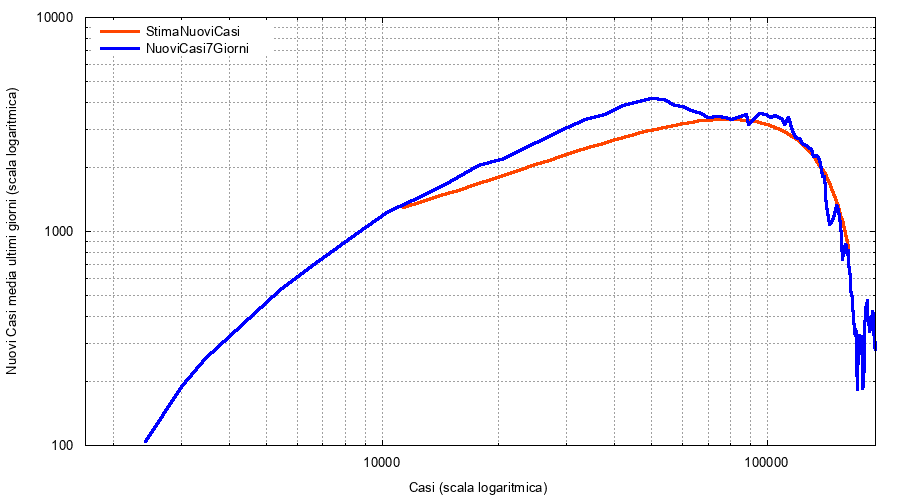 10000
StimaNuoviCasi
NuoviCasi7Giorni
Nuovi Casi media ultimi giorni (scala logaritmica)
1000
100
10000
100000
Casi (scala logaritmica)